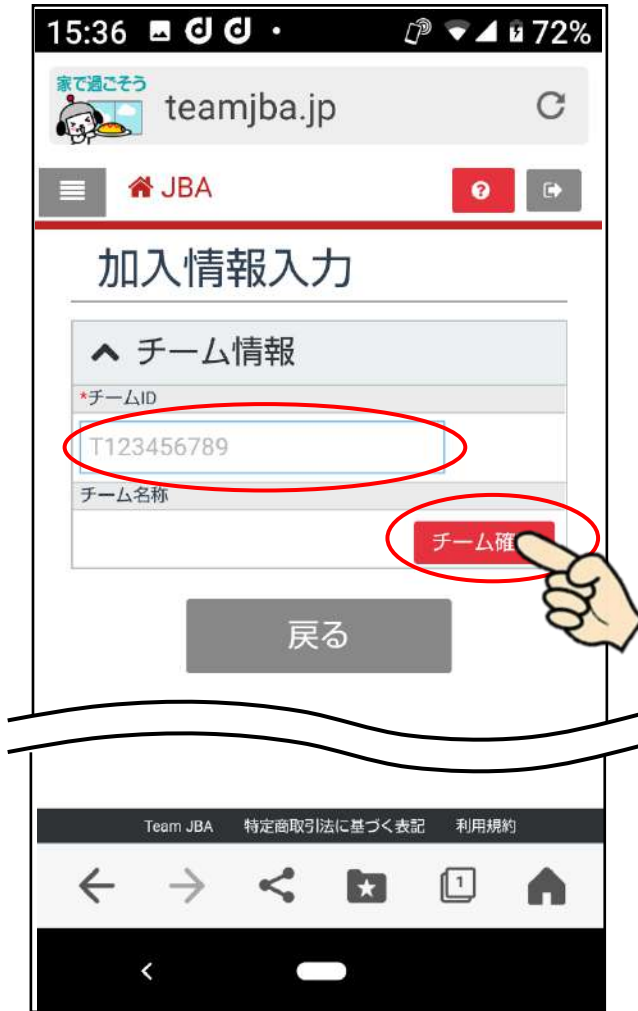 15:36
72%
家で過ごそう
teamjba.jp
JBA
加入情報入力
チーム情報
*チームID
T123456789
チーム名称
チーム確
戻る
Team JBA 特定商取引法に基づく表記 利用規約
1